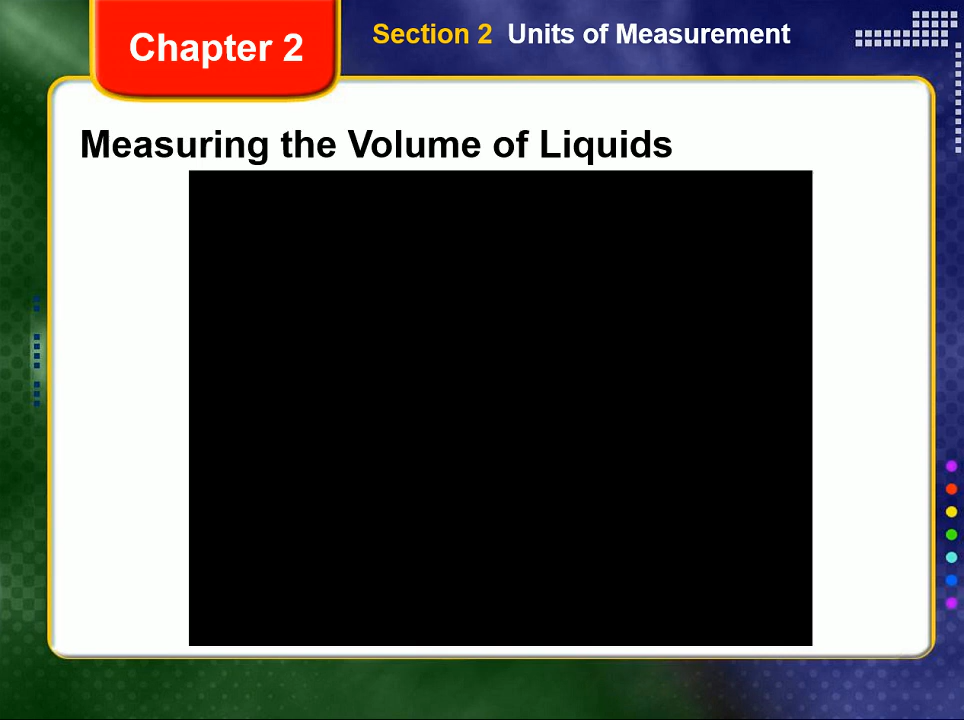 Chapter 2
Section 2 Units of Measurement
Measuring the Volume of Liquids